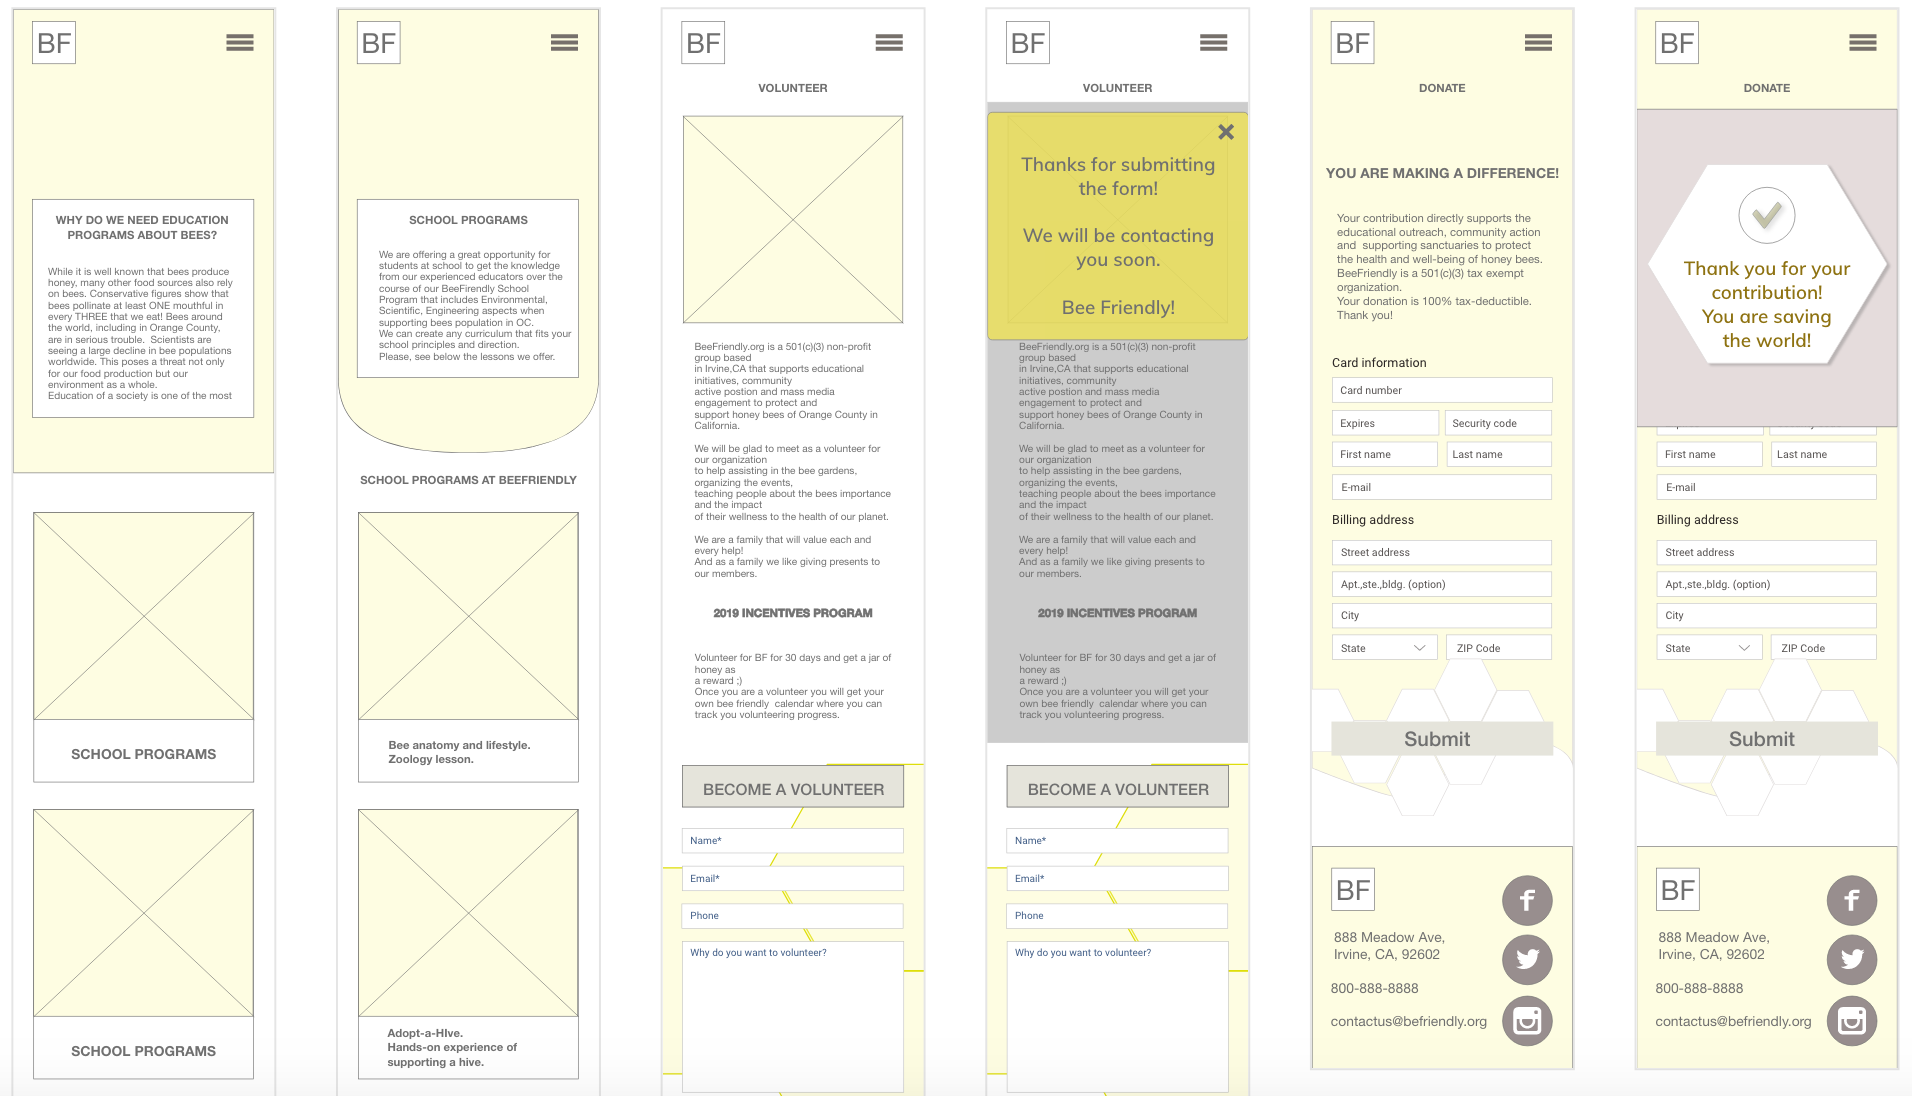 BF
WHY DO WE NEED EDUCATION
PROGRAMS ABOUT BEES?
While it is well known that bees produce
honey, many other food sources also rely
on bees. Conservative figures show that
bees pollinate at least ONE mouthful in
every THREE that we eat! Bees around
the world, including in Orange County,
are in serious trouble.  Scientists are
seeing a large decline in bee populations
worldwide. This poses a threat not only
for our food production but our
environment as a whole.
Education of a society is one of the most
SCHOOL PROGRAMS
SCHOOL PROGRAMS
BF
SCHOOL PROGRAMS
We are offering a great opportunity for
students at school to get the knowledge
from our experienced educators over the
course of our BeeFirendly School
Program that includes Environmental,
Scientific, Engineering aspects when
supporting bees population in OC.
We can create any curriculum that fits your
school principles and direction.
Please, see below the lessons we offer.
SCHOOL PROGRAMS AT BEEFRIENDLY
Bee anatomy and lifestyle.
Zoology lesson.
Adopt-a-HIve.
Hands-on experience of
supporting a hive.
BF
VOLUNTEER
BeeFriendly.org is a 501(c)(3) non-profit
group based
in Irvine,CA that supports educational
initiatives, community
active postion and mass media
engagement to protect and
support honey bees of Orange County in
California.
We will be glad to meet as a volunteer for
our organization
to help assisting in the bee gardens,
organizing the events,
teaching people about the bees importance
and the impact
of their wellness to the health of our planet.
We are a family that will value each and
every help!
And as a family we like giving presents to
our members.
2019 INCENTIVES PROGRAM
Volunteer for BF for 30 days and get a jar of
honey as
a reward ;)
Once you are a volunteer you will get your
own bee friendly  calendar where you can
track you volunteering progress.
BECOME A VOLUNTEER
Name*
Email*
Phone
Why do you want to volunteer?
BF
VOLUNTEER
Thanks for submitting
the form!
We will be contacting
you soon.
Bee Friendly!
BeeFriendly.org is a 501(c)(3) non-profit
group based
in Irvine,CA that supports educational
initiatives, community
active postion and mass media
engagement to protect and
support honey bees of Orange County in
California.
We will be glad to meet as a volunteer for
our organization
to help assisting in the bee gardens,
organizing the events,
teaching people about the bees importance
and the impact
of their wellness to the health of our planet.
We are a family that will value each and
every help!
And as a family we like giving presents to
our members.
2019 INCENTIVES PROGRAM
Volunteer for BF for 30 days and get a jar of
honey as
a reward ;)
Once you are a volunteer you will get your
own bee friendly  calendar where you can
track you volunteering progress.
BECOME A VOLUNTEER
Name*
Email*
Phone
Why do you want to volunteer?
BF
DONATE
YOU ARE MAKING A DIFFERENCE!
Your contribution directly supports the
educational outreach, community action
and  supporting sanctuaries to protect
the health and well-being of honey bees.
BeeFriendly is a 501(c)(3) tax exempt
organization.
Your donation is 100% tax-deductible.
Thank you!
Card information
Card number
Expires Security code
First name Last name
E-mail
Billing address
Street address
Apt.,ste.,bldg. (option)
City
State ZIP Code
Submit
BF
888 Meadow Ave,
Irvine, CA, 92602
800-888-8888
contactus@befriendly.org
BF
DONATE
Thank you for your
contribution!
You are saving
the world!
First name Last name
E-mail
Billing address
Street address
Apt.,ste.,bldg. (option)
City
State ZIP Code
Submit
BF
888 Meadow Ave,
Irvine, CA, 92602
800-888-8888
contactus@befriendly.org